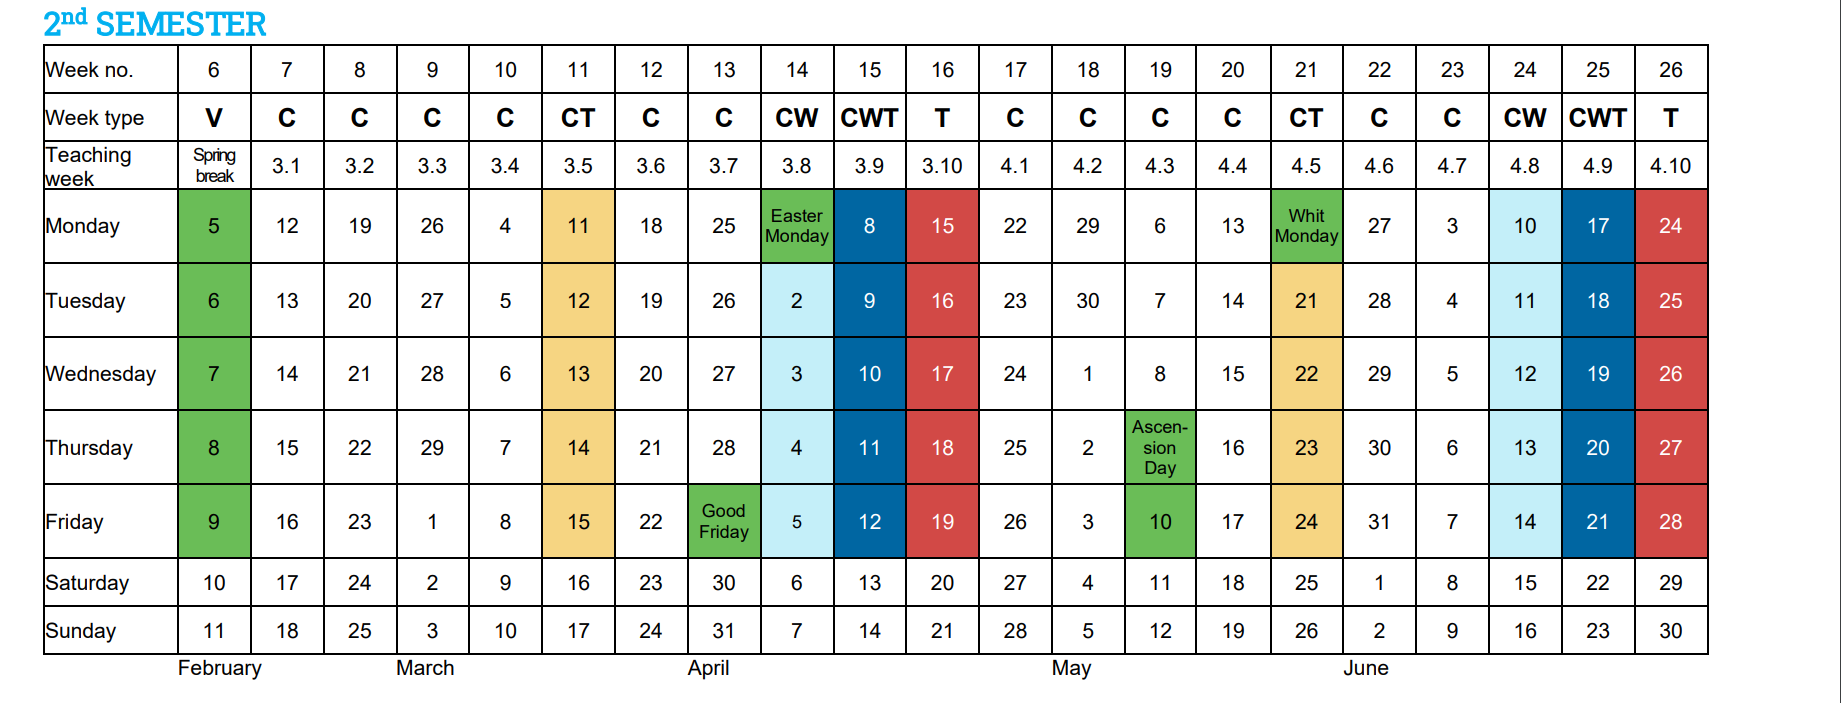 2nd SEMESTER
Week no. 6 7 8 9 10 11 12 13 14 15 16 17 18 19 20 21 22 23 24 25 26
Week type V C C C C CT C C CW CWT T C C C C CT C C CW CWT T
Teaching week Spring break 3.1 3.2 3.3 3.4 3.5 3.6 3.7 3.8 3.9 3.10 4.1 4.2 4.3 4.4 4.5 4.6 4.7 4.8 4.9 4.10
Monday 5 12 19 26 4 11 18 25 Easter Monday 8 15 22 29 6 13 Whit Monday 27 3 10 17 24
Tuesday 6 13 20 27 5 12 19 26 2 9 16 23 30 7 14 21 28 4 11 18 25
Wednesday 7 14 21 28 6 13 20 27 3 10 17 24 1 8 15 22 29 5 12 19 26
Thursday 8 15 22 29 7 14 21 28 4 11 18 25 2 Ascen-sion Day 16 23 30 6 13 20 27
Friday 9 16 23 1 8 15 22 Good Friday 5 12 19 26 3 10 17 24 31 7 14 21 28
Saturday 10 17 24 2 9 16 23 30 6 13 20 27 4 11 18 25 1 8 15 22 29
Sunday 11 18 25 3 10 17 24 31 7 14 21 28 5 12 19 26 2 9 16 23 30
February March April May June